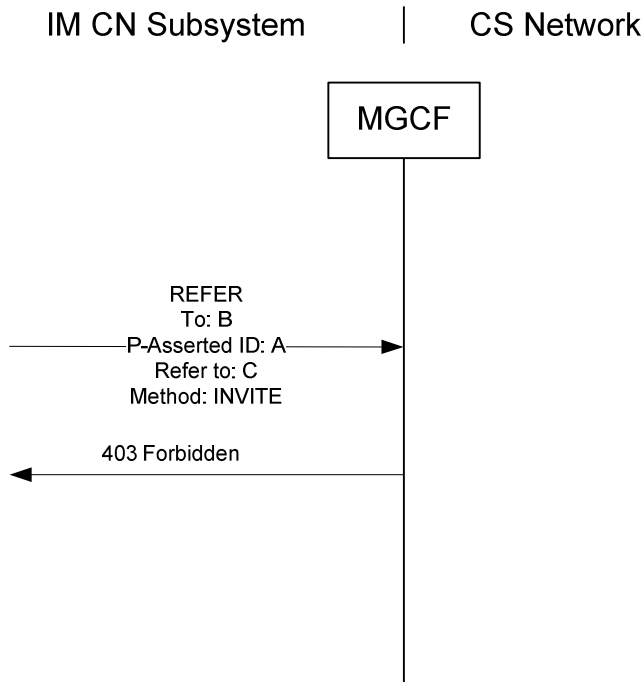 IM CN Subsystem
CS Network
MGCF
REFER
To: B
P-Asserted ID: A
Refer to: C
Method: INVITE
403 Forbidden